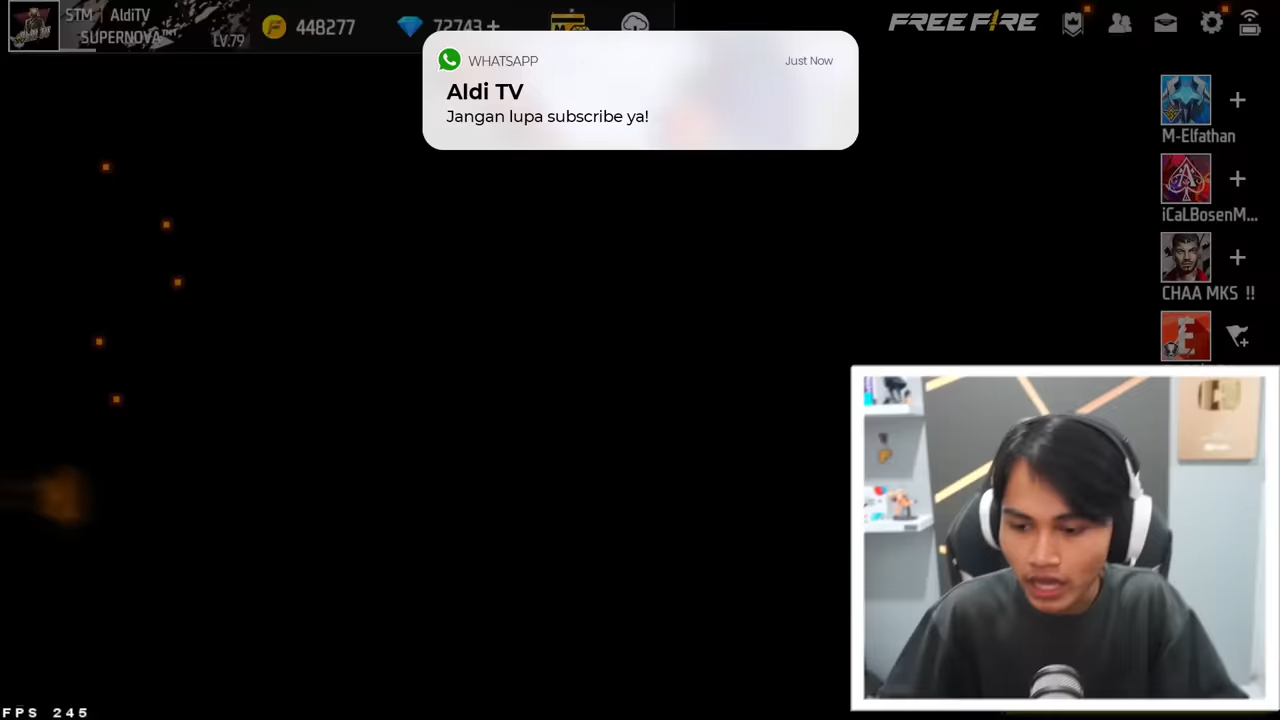 STM | AldiTV
SUPERNOVA™
LV.79
448277
72743
FREE FIRE
WHATSAPP
Just Now
Aldi TV
Jangan lupa subscribe ya!
M-Elfathan
iCaLBosenM...
CHAA MKS !!
FPS 245